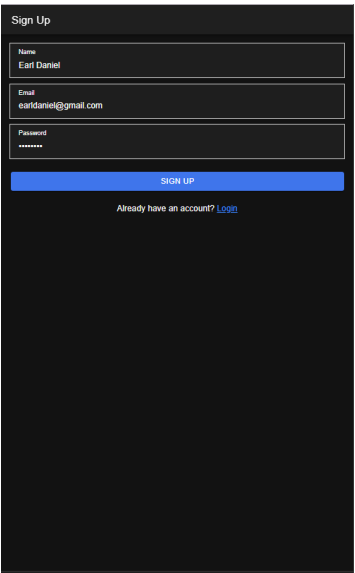 Sign Up
Name
Earl Daniel
Email
earldaniel@gmail.com
Password
••••••••
SIGN UP
Already have an account? Login